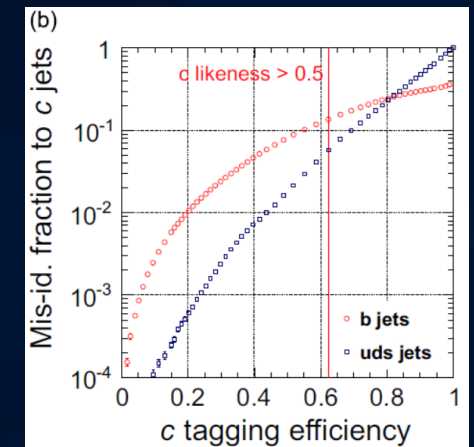 (b)
Mis-id. fraction to c jets
1
10⁻¹
10⁻²
10⁻³
10⁻⁴
c likeness > 0.5
b jets
uds jets
0 0.2 0.4 0.6 0.8 1
c tagging efficiency